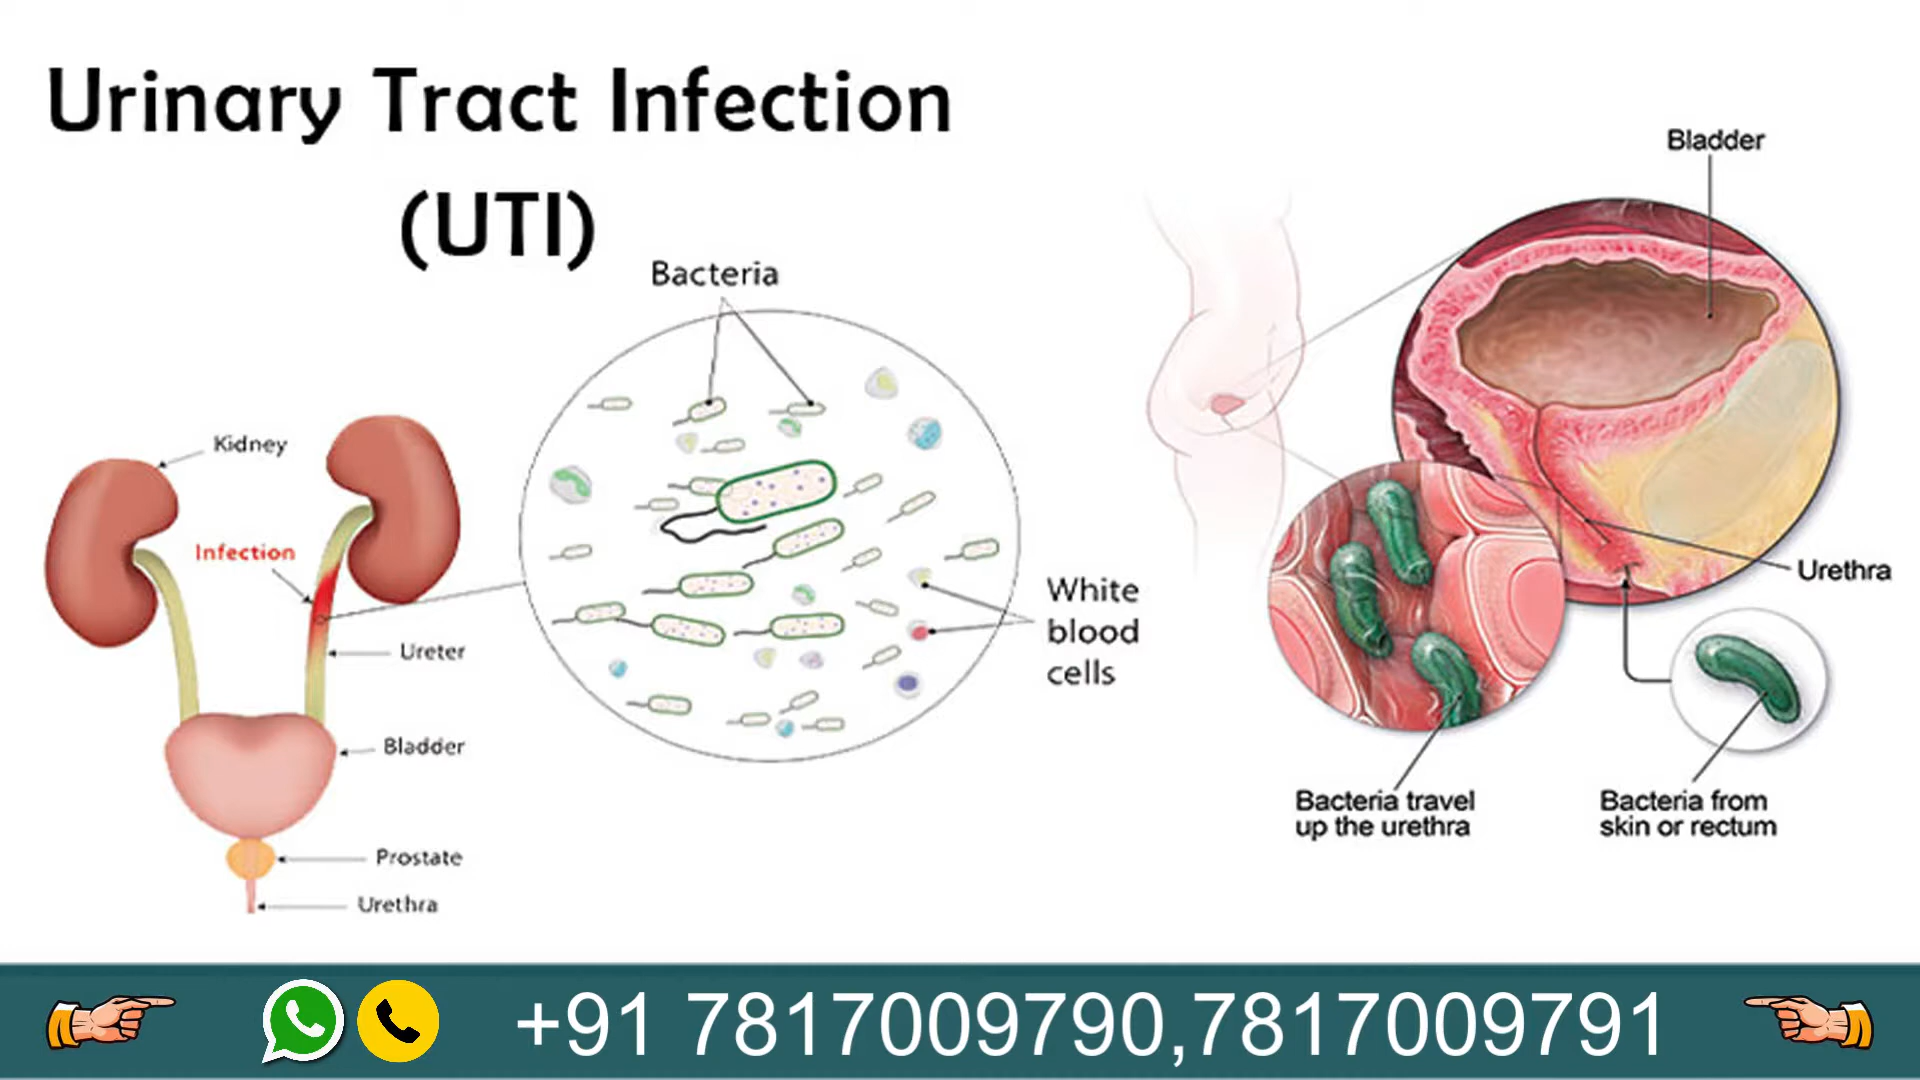 Urinary Tract Infection
(UTI)
Bacteria
Kidney
Infection
Ureter
Bladder
Prostate
Urethra
White
blood
cells
Bladder
Urethra
Bacteria travel
up the urethra
Bacteria from
skin or rectum
+91 7817009790,7817009791